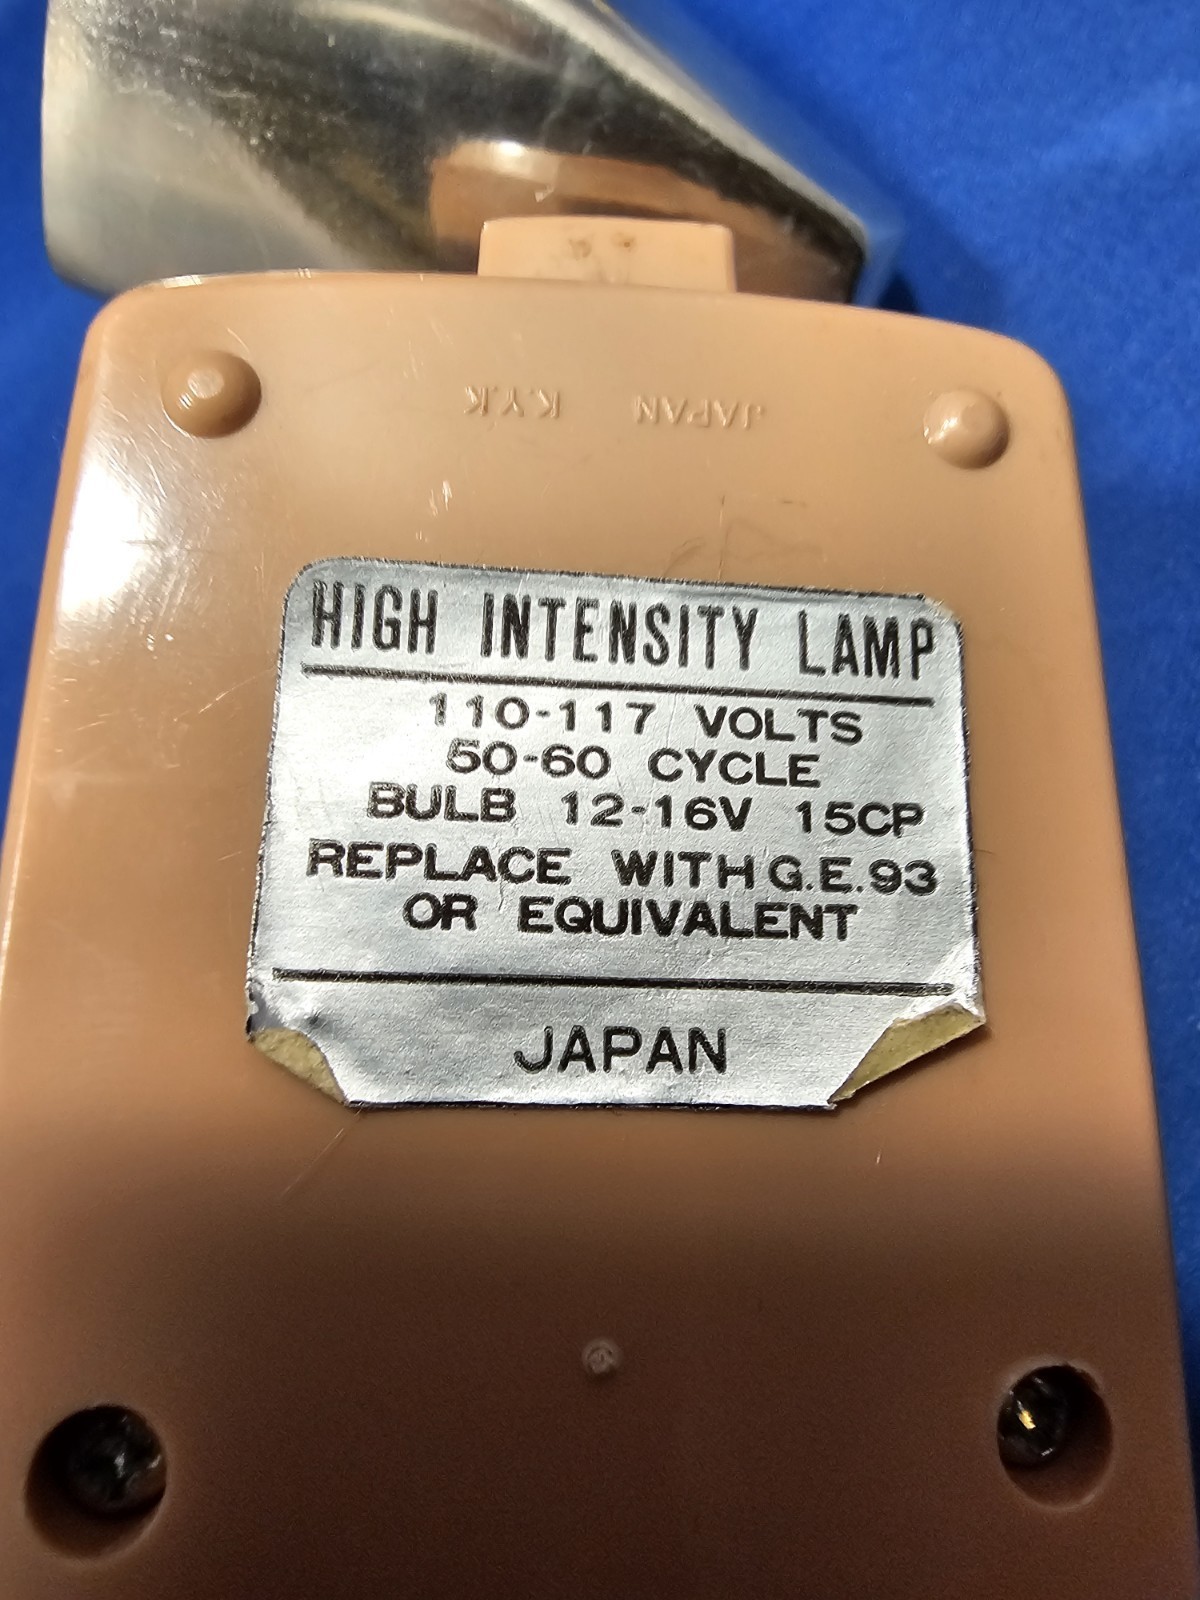 JAPAN K.Y.K
HIGH INTENSITY LAMP
110-117 VOLTS
50-60 CYCLE
BULB 12-16V 15CP
REPLACE WITH G.E.93
OR EQUIVALENT
JAPAN